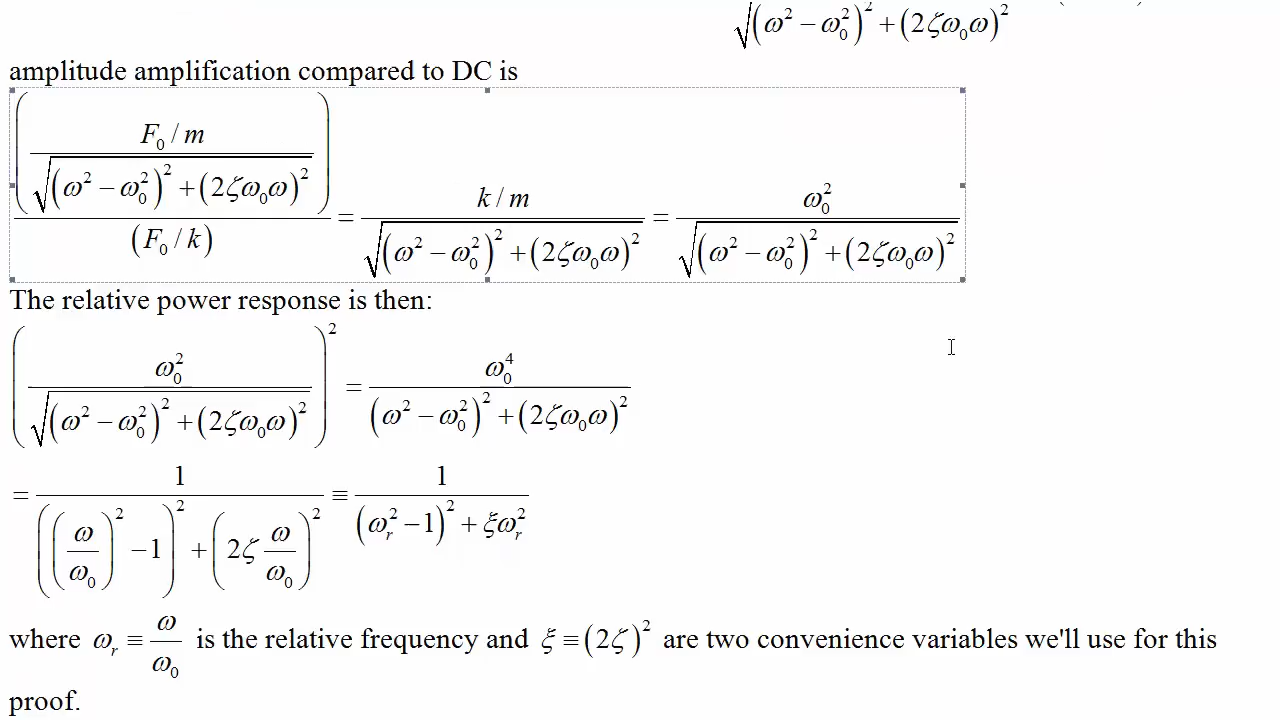 √((ω² − ω₀²)² + (2ζω₀ω)²)
amplitude amplification compared to DC is
((F₀ / m) / √((ω² − ω₀²)² + (2ζω₀ω)²)) / (F₀ / k) = (k / m) / √((ω² − ω₀²)² + (2ζω₀ω)²) = ω₀² / √((ω² − ω₀²)² + (2ζω₀ω)²)
The relative power response is then:
(ω₀² / √((ω² − ω₀²)² + (2ζω₀ω)²))² = ω₀⁴ / ((ω² − ω₀²)² + (2ζω₀ω)²)
= 1 / (((ω/ω₀)² − 1)² + (2ζ ω/ω₀)²) ≡ 1 / ((ωᵣ² − 1)² + ξωᵣ²)
where ωᵣ ≡ ω/ω₀ is the relative frequency and ξ ≡ (2ζ)² are two convenience variables we'll use for this
proof.